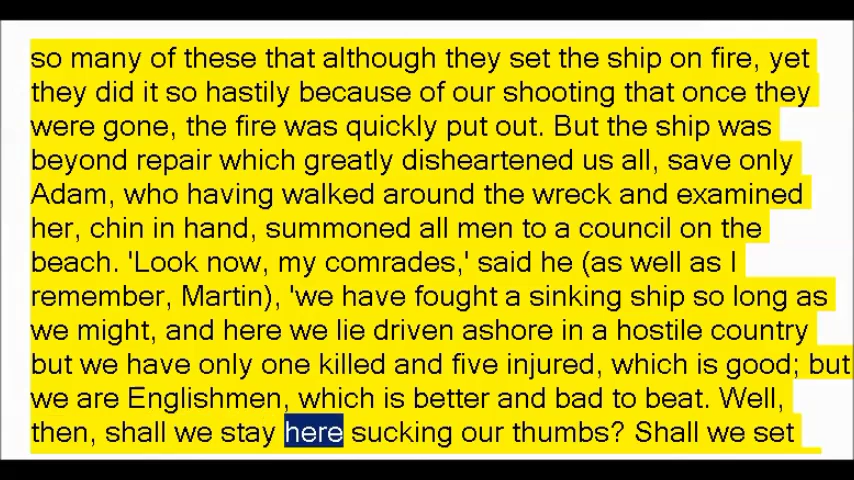 so many of these that although they set the ship on fire, yet
they did it so hastily because of our shooting that once they
were gone, the fire was quickly put out. But the ship was
beyond repair which greatly disheartened us all, save only
Adam, who having walked around the wreck and examined
her, chin in hand, summoned all men to a council on the
beach. 'Look now, my comrades,' said he (as well as I
remember, Martin), 'we have fought a sinking ship so long as
we might, and here we lie driven ashore in a hostile country
but we have only one killed and five injured, which is good; but
we are Englishmen, which is better and bad to beat. Well,
then, shall we stay here sucking our thumbs? Shall we set